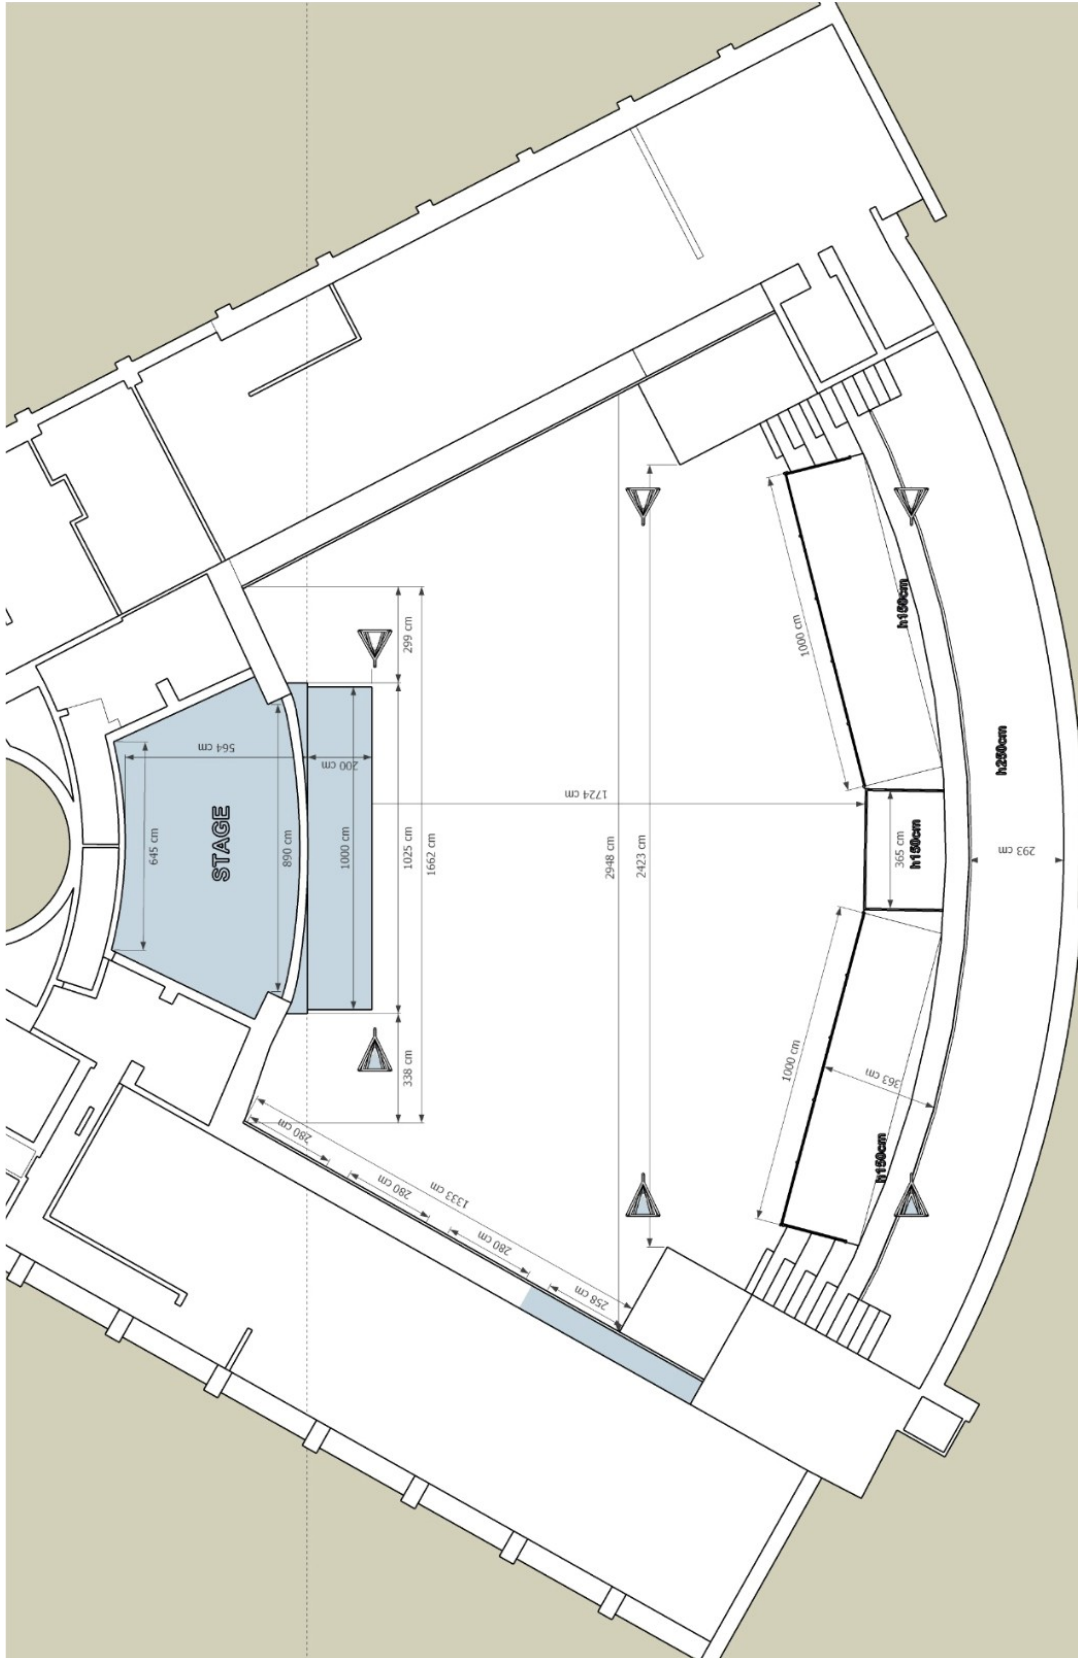 299 cm
564 cm
200 cm
1000 cm
h150cm
h250cm
1724 cm
645 cm
STAGE
890 cm
1000 cm
1025 cm
1662 cm
2948 cm
2423 cm
365 cm
h150cm
293 cm
338 cm
1000 cm
363 cm
h150cm
280 cm
280 cm
1333 cm
280 cm
258 cm